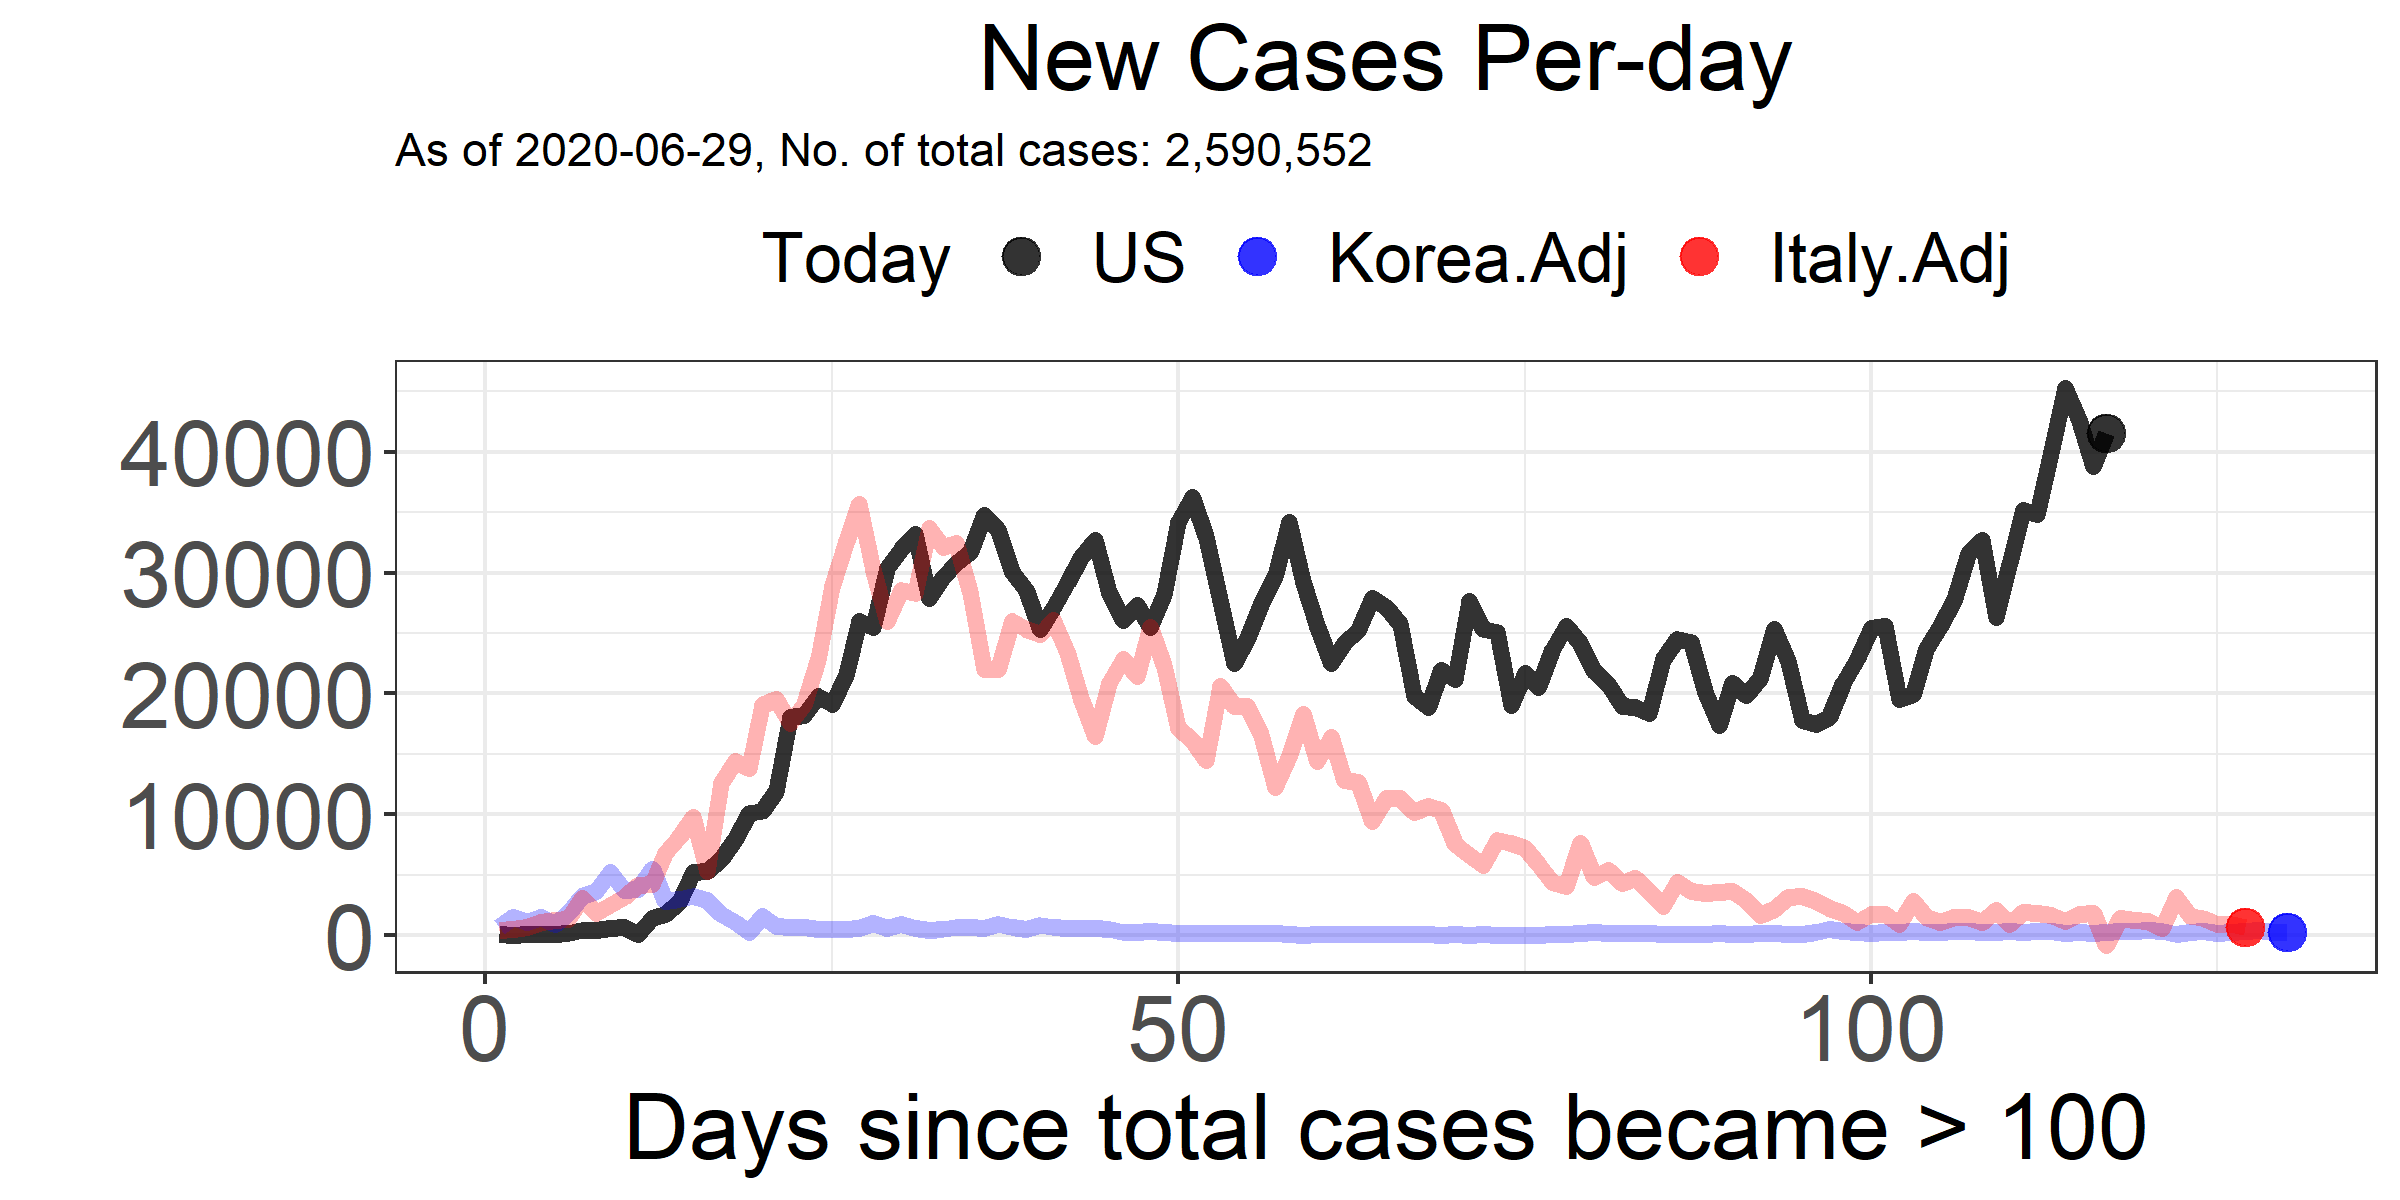 New Cases Per-day
As of 2020-06-29, No. of total cases: 2,590,552
Today US Korea.Adj Italy.Adj
40000
30000
20000
10000
0
0 50 100
Days since total cases became > 100